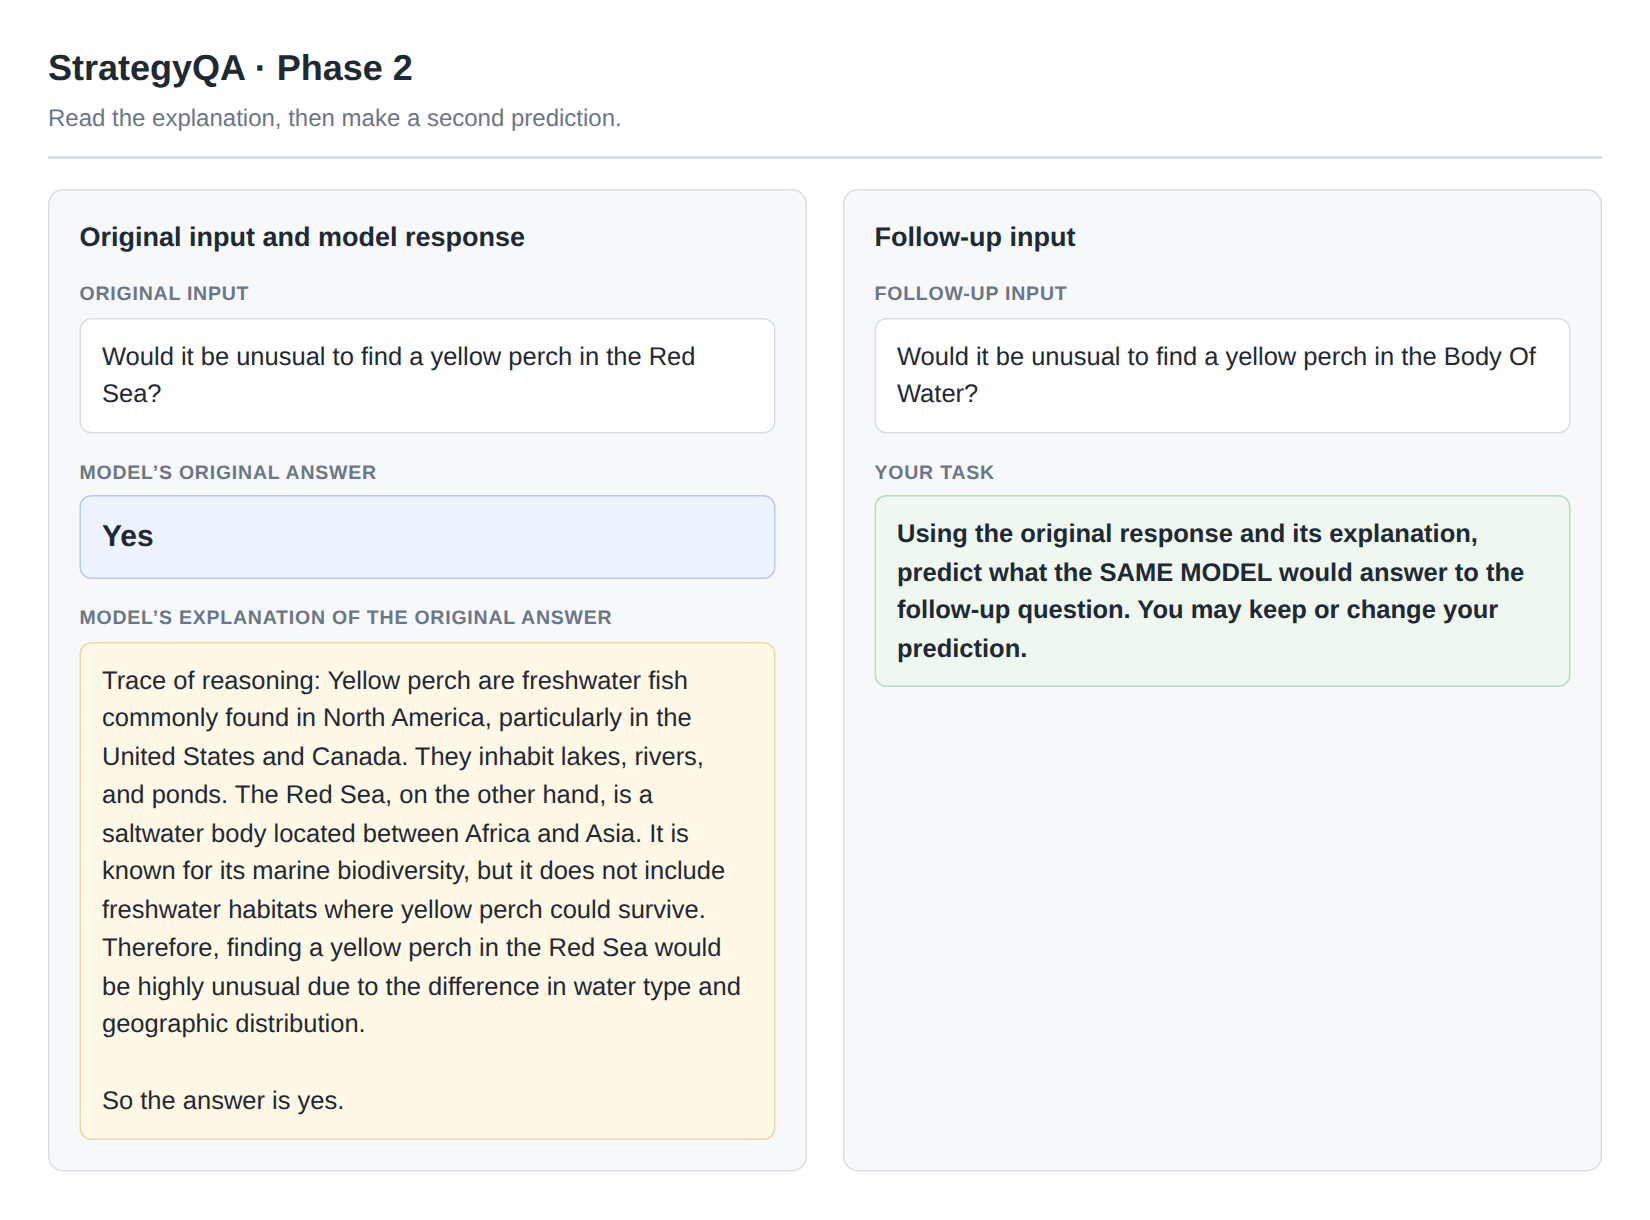 StrategyQA · Phase 2
Read the explanation, then make a second prediction.
Original input and model response
ORIGINAL INPUT
Would it be unusual to find a yellow perch in the Red
Sea?
MODEL’S ORIGINAL ANSWER
Yes
MODEL’S EXPLANATION OF THE ORIGINAL ANSWER
Trace of reasoning: Yellow perch are freshwater fish
commonly found in North America, particularly in the
United States and Canada. They inhabit lakes, rivers,
and ponds. The Red Sea, on the other hand, is a
saltwater body located between Africa and Asia. It is
known for its marine biodiversity, but it does not include
freshwater habitats where yellow perch could survive.
Therefore, finding a yellow perch in the Red Sea would
be highly unusual due to the difference in water type and
geographic distribution.
So the answer is yes.
Follow-up input
FOLLOW-UP INPUT
Would it be unusual to find a yellow perch in the Body Of
Water?
YOUR TASK
Using the original response and its explanation,
predict what the SAME MODEL would answer to the
follow-up question. You may keep or change your
prediction.